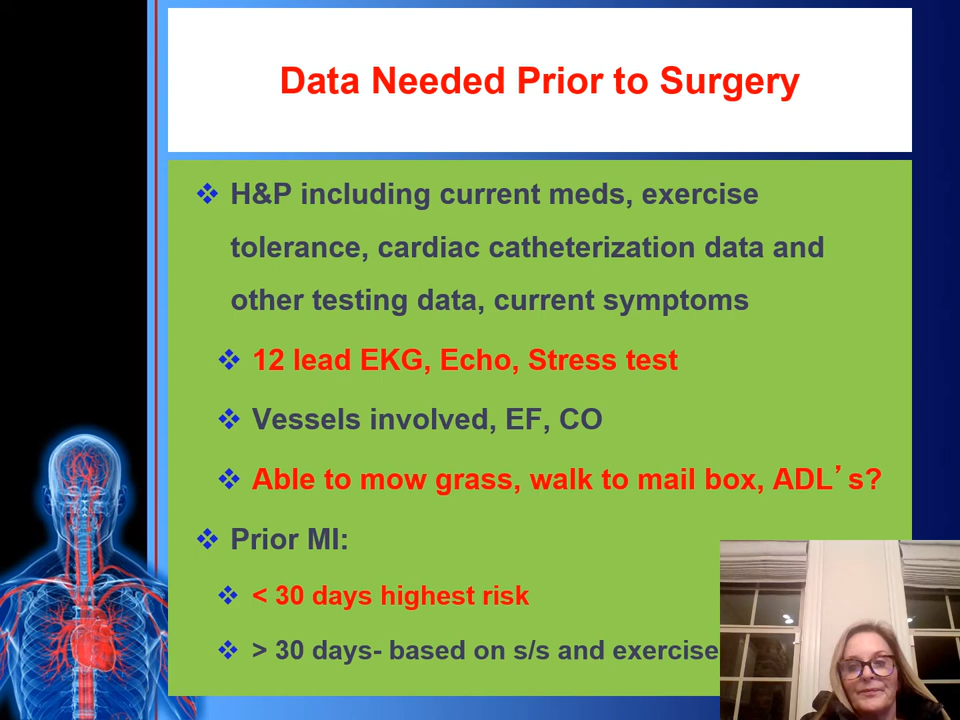 Data Needed Prior to Surgery
❖ H&P including current meds, exercise
tolerance, cardiac catheterization data and
other testing data, current symptoms
❖ 12 lead EKG, Echo, Stress test
❖ Vessels involved, EF, CO
❖ Able to mow grass, walk to mail box, ADL's?
❖ Prior MI:
❖ < 30 days highest risk
❖ > 30 days- based on s/s and exercise